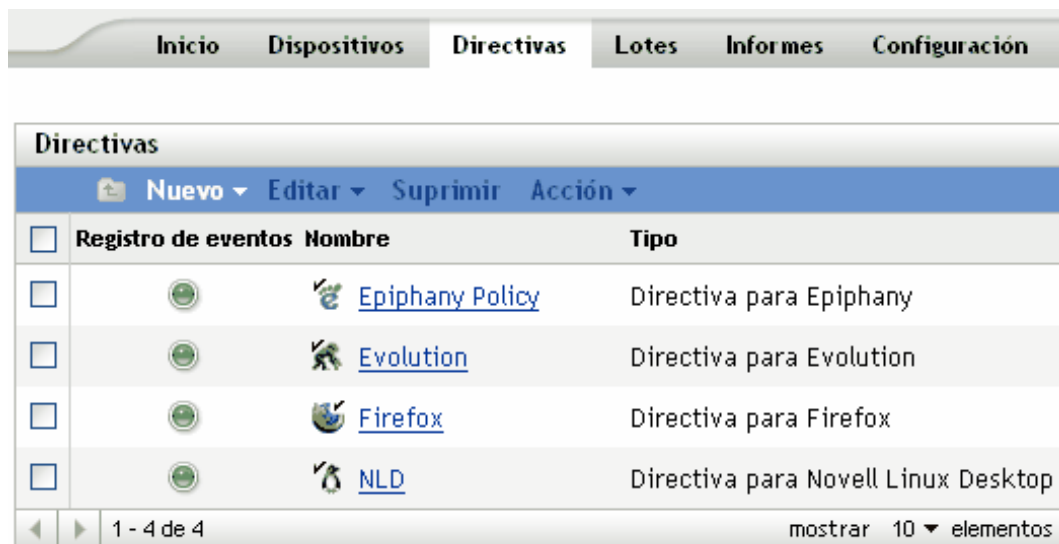 Inicio Dispositivos Directivas Lotes Informes Configuración
Directivas
Nuevo Editar Suprimir Acción
Registro de eventos Nombre Tipo
Epiphany Policy Directiva para Epiphany
Evolution Directiva para Evolution
Firefox Directiva para Firefox
NLD Directiva para Novell Linux Desktop
1 - 4 de 4 mostrar 10 elementos